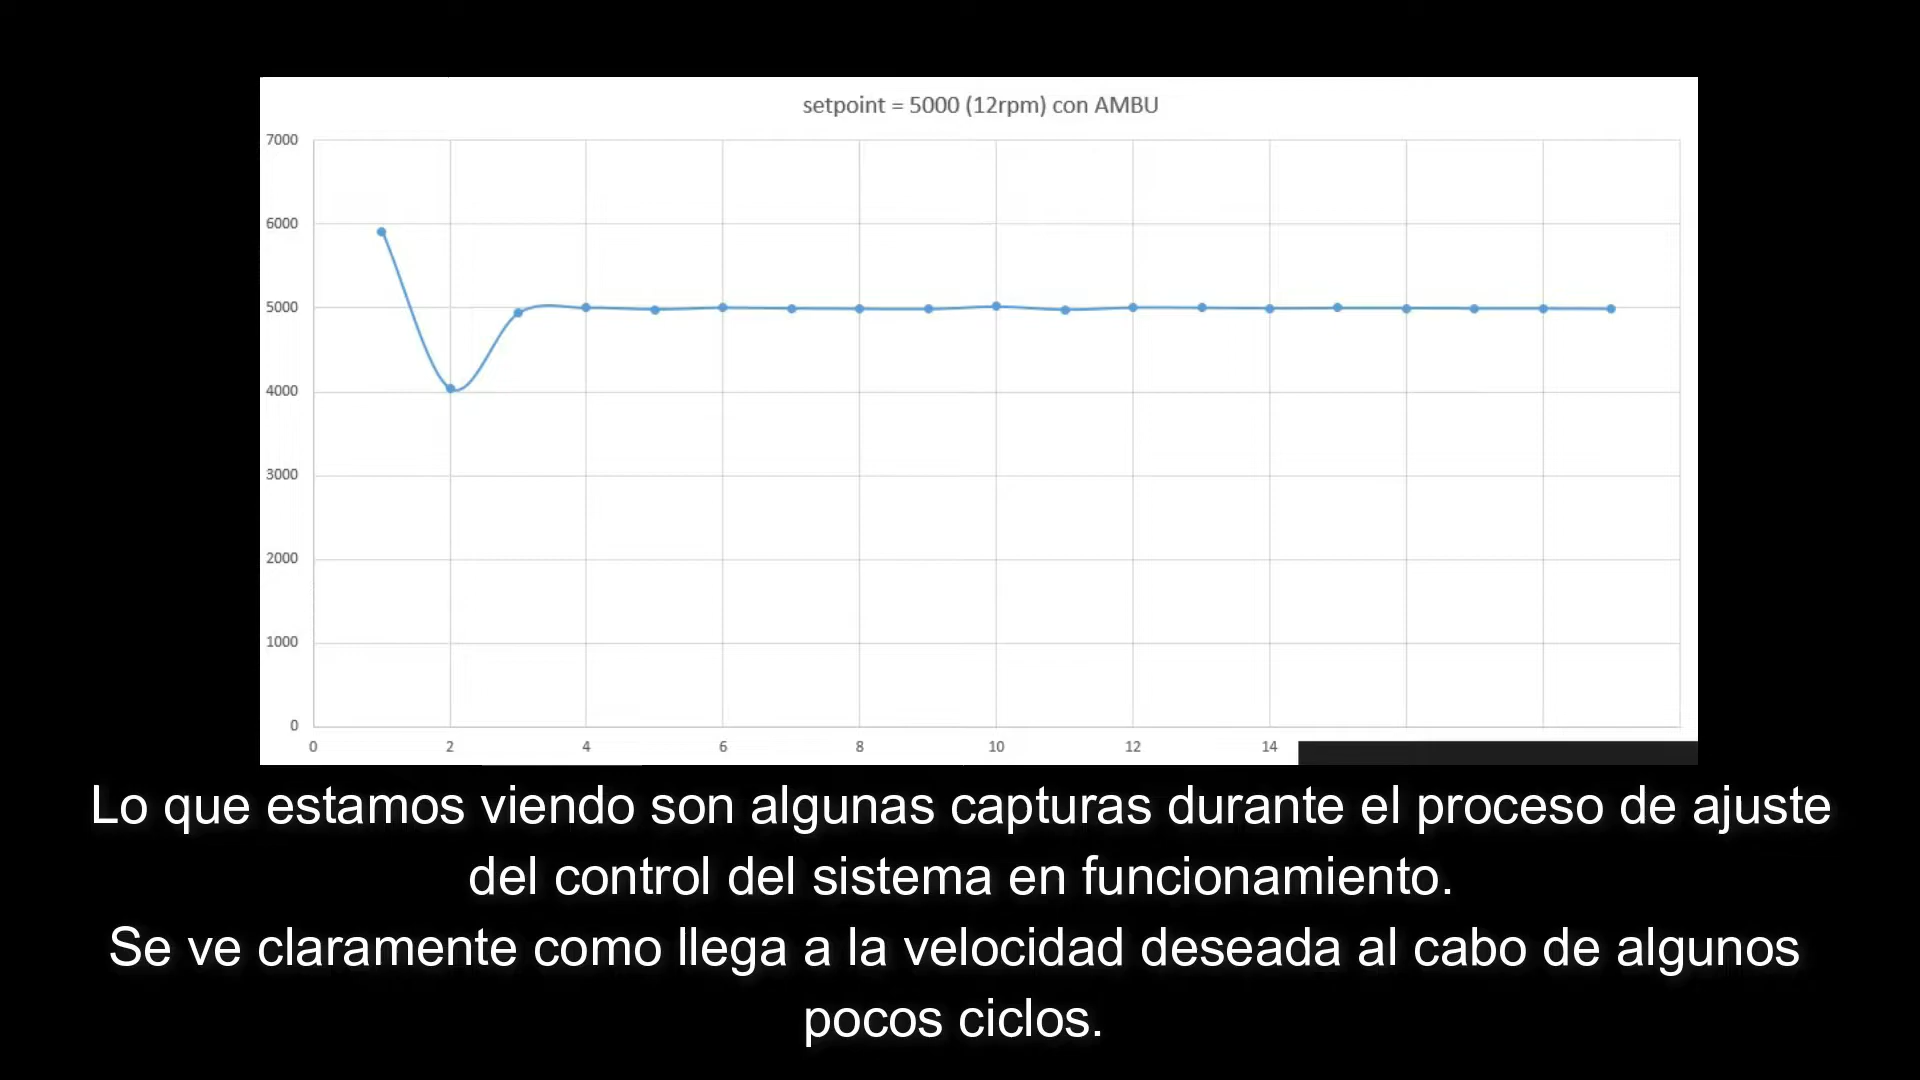 setpoint = 5000 (12rpm) con AMBU
7000
6000
5000
4000
3000
2000
1000
0
0 2 4 6 8 10 12 14
Lo que estamos viendo son algunas capturas durante el proceso de ajuste
del control del sistema en funcionamiento.
Se ve claramente como llega a la velocidad deseada al cabo de algunos
pocos ciclos.